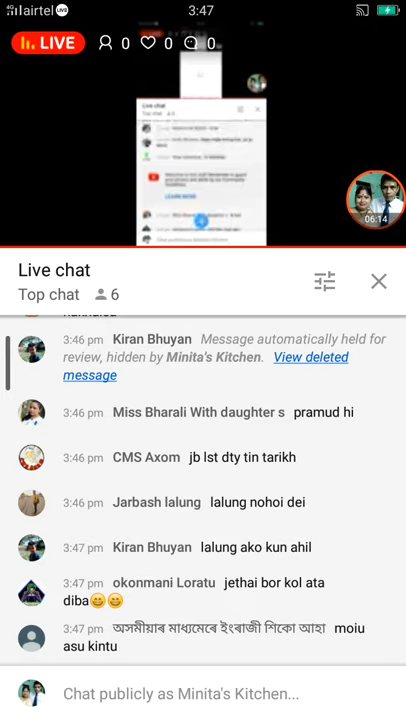 4G airtel LIVE 3:47
LIVE 0 0 0
Live chat
06:14
Live chat
Top chat 6
3:46 pm Kiran Bhuyan Message automatically held for
review, hidden by Minita's Kitchen. View deleted
message
3:46 pm Miss Bharali With daughter s pramud hi
3:46 pm CMS Axom jb lst dty tin tarikh
3:46 pm Jarbash lalung lalung nohoi dei
3:47 pm Kiran Bhuyan lalung ako kun ahil
3:47 pm okonmani Loratu jethai bor kol ata
diba😀😀
3:47 pm অসমীয়াৰ মাধ্যমেৰে ইংৰাজী শিকো আহা moiu
asu kintu
Chat publicly as Minita's Kitchen...